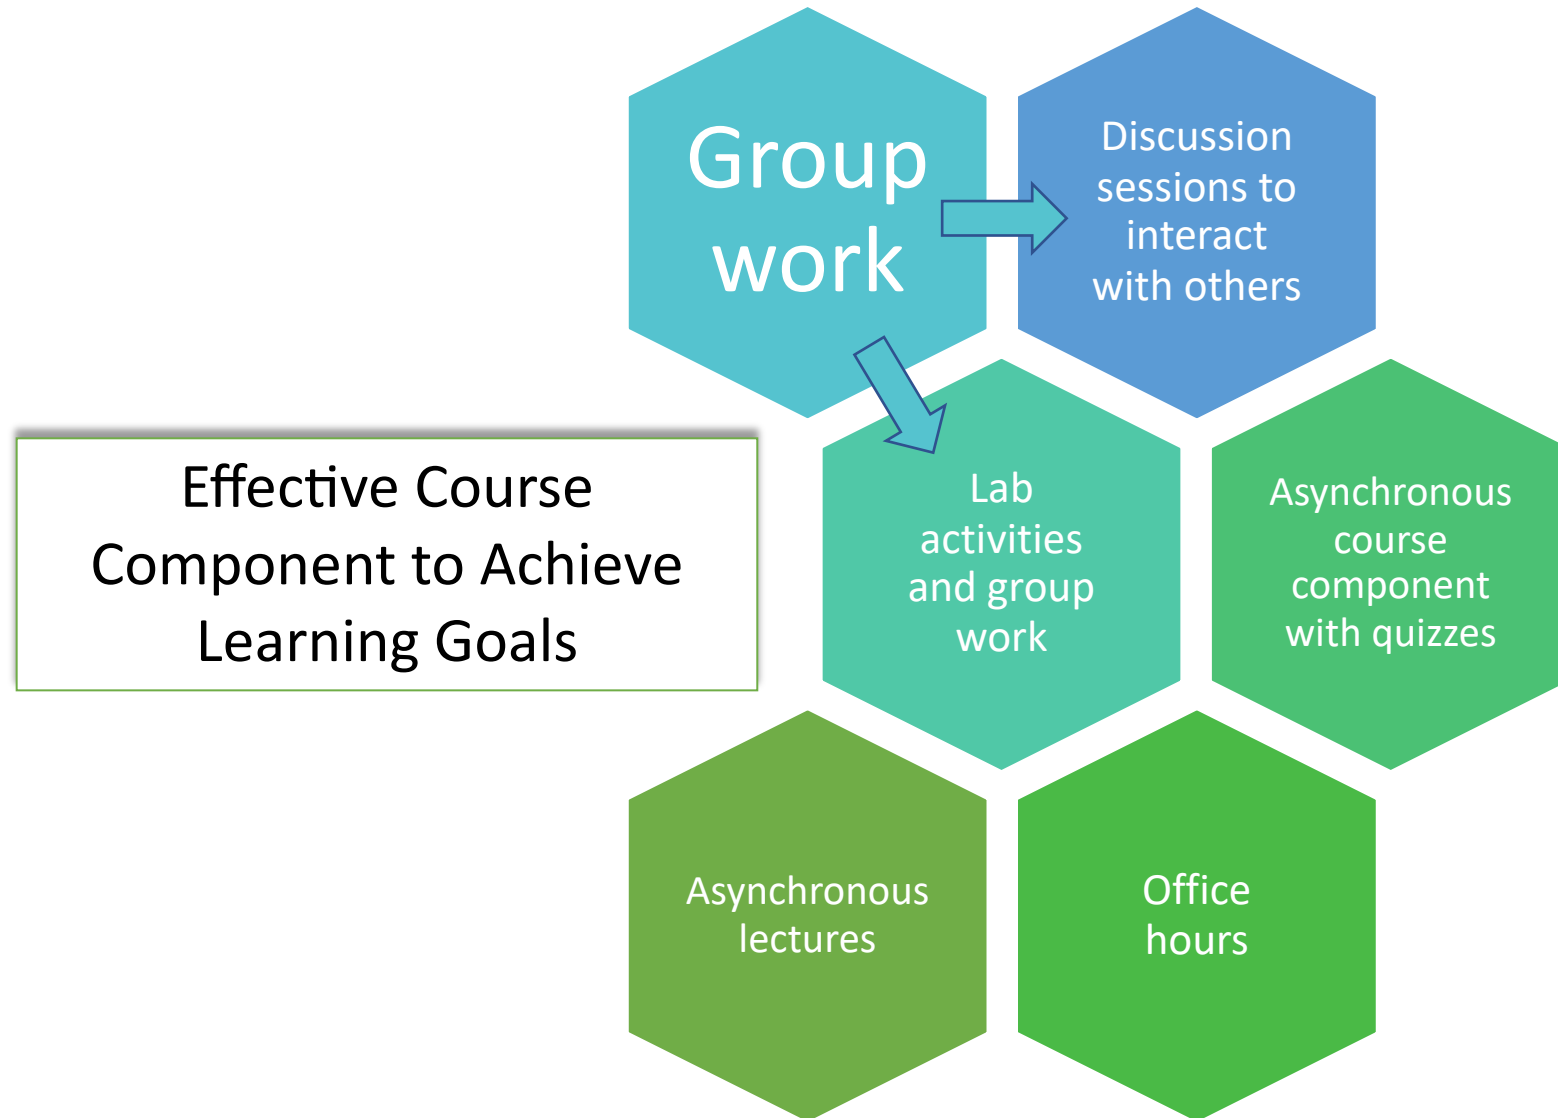 Group
work
Discussion
sessions to
interact
with others
Effective Course
Component to Achieve
Learning Goals
Lab
activities
and group
work
Asynchronous
course
component
with quizzes
Asynchronous
lectures
Office
hours